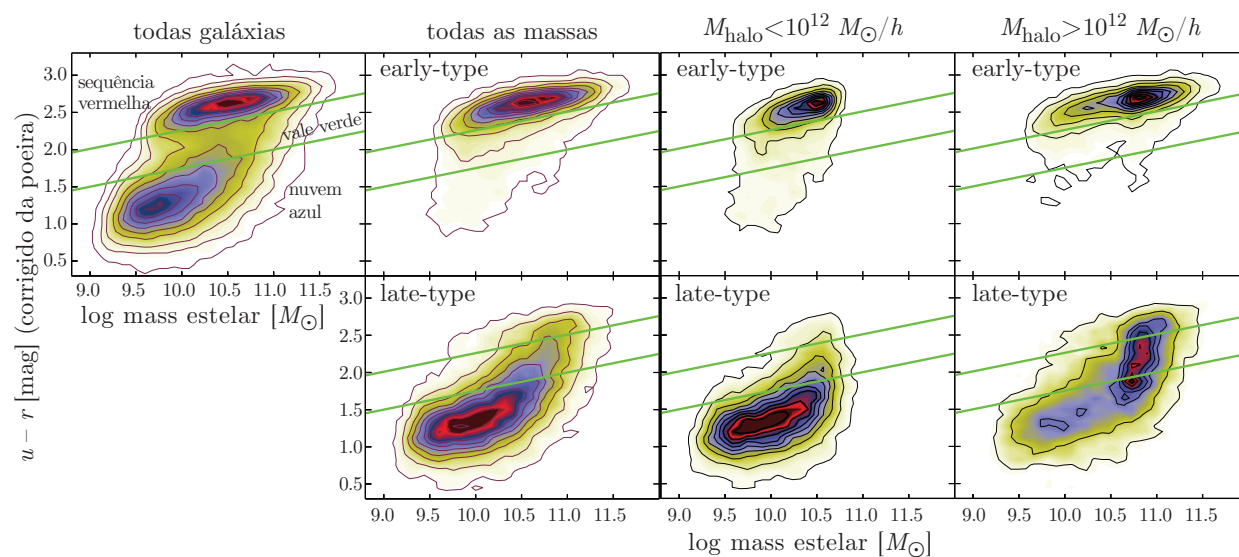 todas galáxias
todas as massas
M_halo<10^12 M_⊙/h
M_halo>10^12 M_⊙/h
u − r [mag] (corrigido da poeira)
3.0
2.5
2.0
1.5
1.0
0.5
sequência
vermelha
vale verde
nuvem
azul
early-type
early-type
early-type
9.0 9.5 10.0 10.5 11.0 11.5
log mass estelar [M_⊙]
late-type
late-type
late-type
3.0
2.5
2.0
1.5
1.0
0.5
9.0 9.5 10.0 10.5 11.0 11.5
9.0 9.5 10.0 10.5 11.0 11.5
9.0 9.5 10.0 10.5 11.0 11.5
log mass estelar [M_⊙]